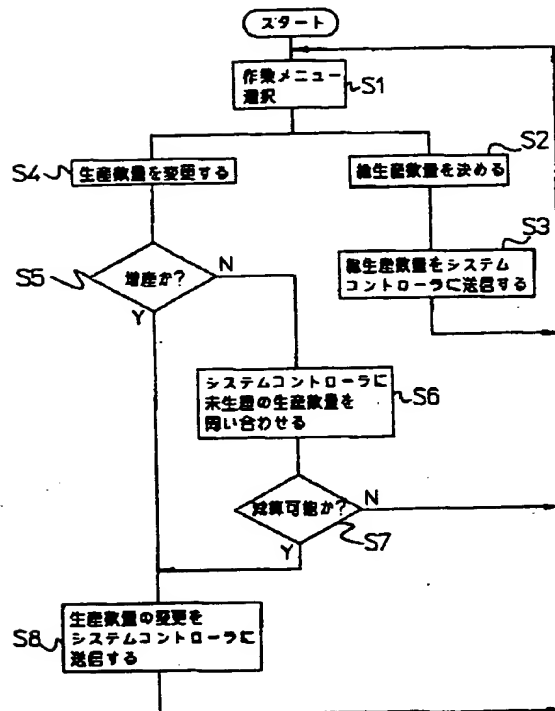 スタート
作業メニュー
選択
S1
S4
生産数量を変更する
S2
総生産数量を決める
S3
総生産数量をシステム
コントローラに送信する
S5
増産か?
N
Y
システムコントローラに
未生産の生産数量を
問い合わせる
S6
減算可能か?
N
Y
S7
S8
生産数量の変更を
システムコントローラに
送信する